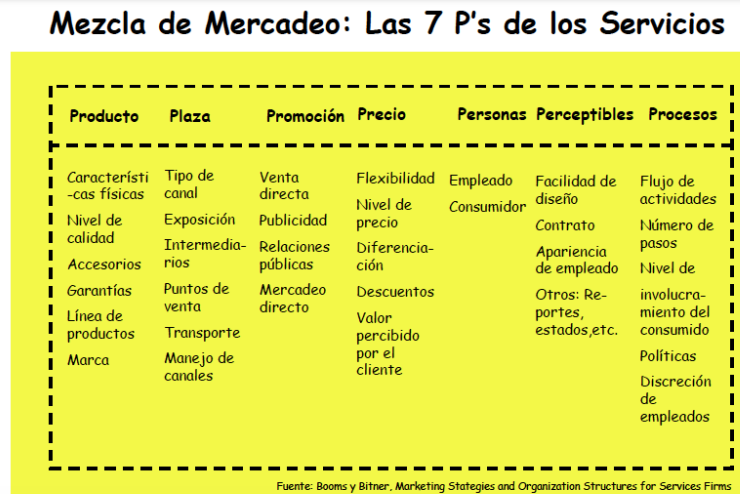 Mezcla de Mercadeo: Las 7 P's de los Servicios
Producto
Plaza
Promoción
Precio
Personas
Perceptibles
Procesos
Característi
-cas físicas
Nivel de
calidad
Accesorios
Garantías
Línea de
productos
Marca
Tipo de
canal
Exposición
Intermedia-
rios
Puntos de
venta
Transporte
Manejo de
canales
Venta
directa
Publicidad
Relaciones
públicas
Mercadeo
directo
Flexibilidad
Nivel de
precio
Diferencia-
ción
Descuentos
Valor
percibido
por el
cliente
Empleado
Consumidor
Facilidad de
diseño
Contrato
Apariencia
de empleado
Otros: Re-
portes,
estados,etc.
Flujo de
actividades
Número de
pasos
Nivel de
involucra-
miento del
consumido
Políticas
Discreción
de
empleados
Fuente: Booms y Bitner, Marketing Stategies and Organization Structures for Services Firms